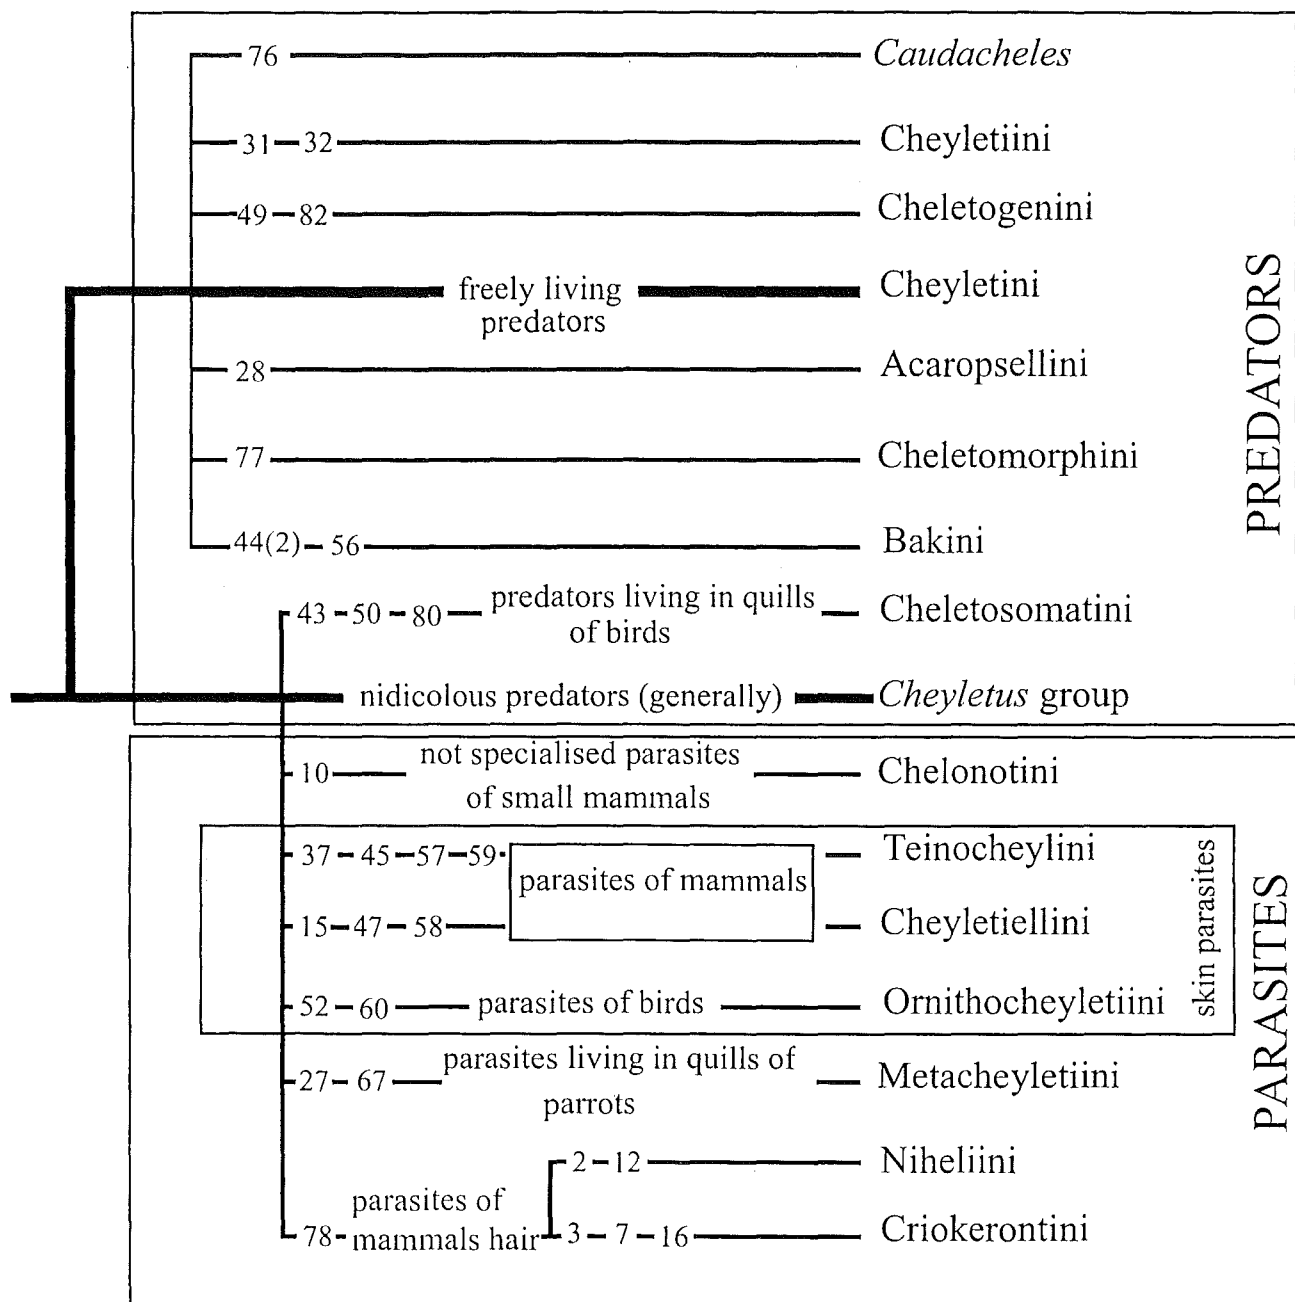 76 Caudacheles
31 32 Cheyletiini
49 82 Cheletogenini
freely living
predators
Cheyletini
28 Acaropsellini
77 Cheletomorphini
44(2) 56 Bakini
43 50 80 predators living in quills
of birds
Cheletosomatini
nidicolous predators (generally) Cheyletus group
PREDATORS
10 not specialised parasites
of small mammals
Chelonotini
37 45 57 59 Teinocheylini
parasites of mammals
15 47 58 Cheyletiellini
52 60 parasites of birds Ornithocheyletiini
skin parasites
27 67 parasites living in quills of
parrots
Metacheyletiini
2 12 Niheliini
78 parasites of
mammals hair
3 7 16 Criokerontini
PARASITES